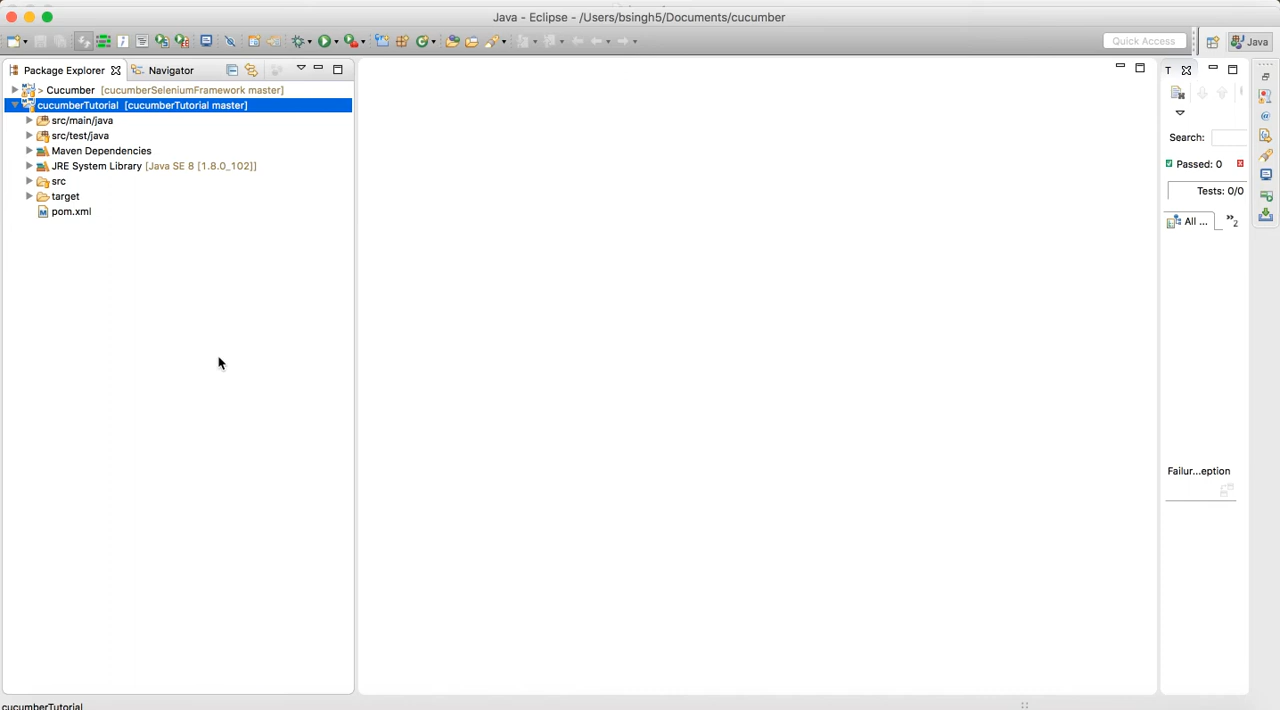 Java - Eclipse - /Users/bsingh5/Documents/cucumber
Quick Access
Java
Package Explorer
Navigator
> Cucumber [cucumberSeleniumFramework master]
cucumberTutorial [cucumberTutorial master]
src/main/java
src/test/java
Maven Dependencies
JRE System Library [Java SE 8 [1.8.0_102]]
src
target
pom.xml
T
Search:
Passed: 0
Tests: 0/0
All ...
»2
Failur...eption
cucumberTutorial